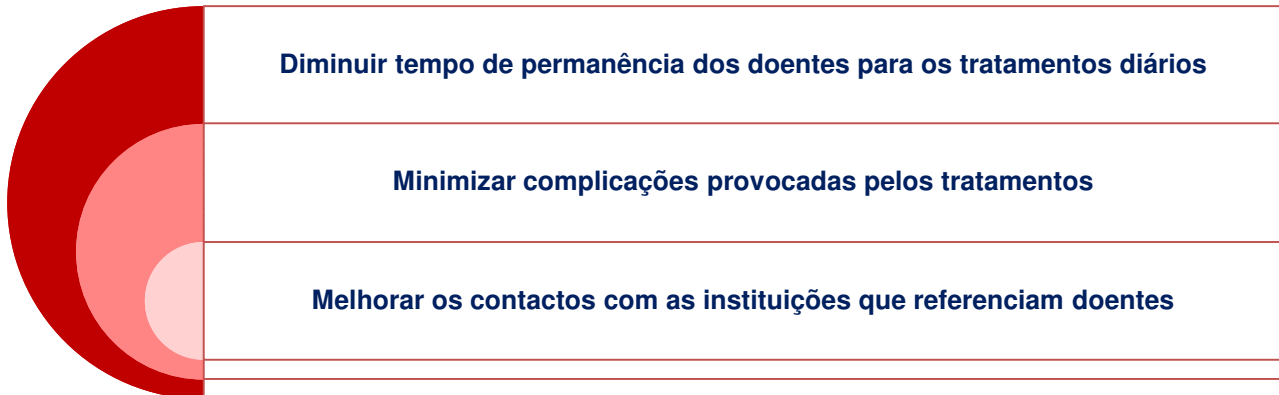 Diminuir tempo de permanência dos doentes para os tratamentos diários
Minimizar complicações provocadas pelos tratamentos
Melhorar os contactos com as instituições que referenciam doentes